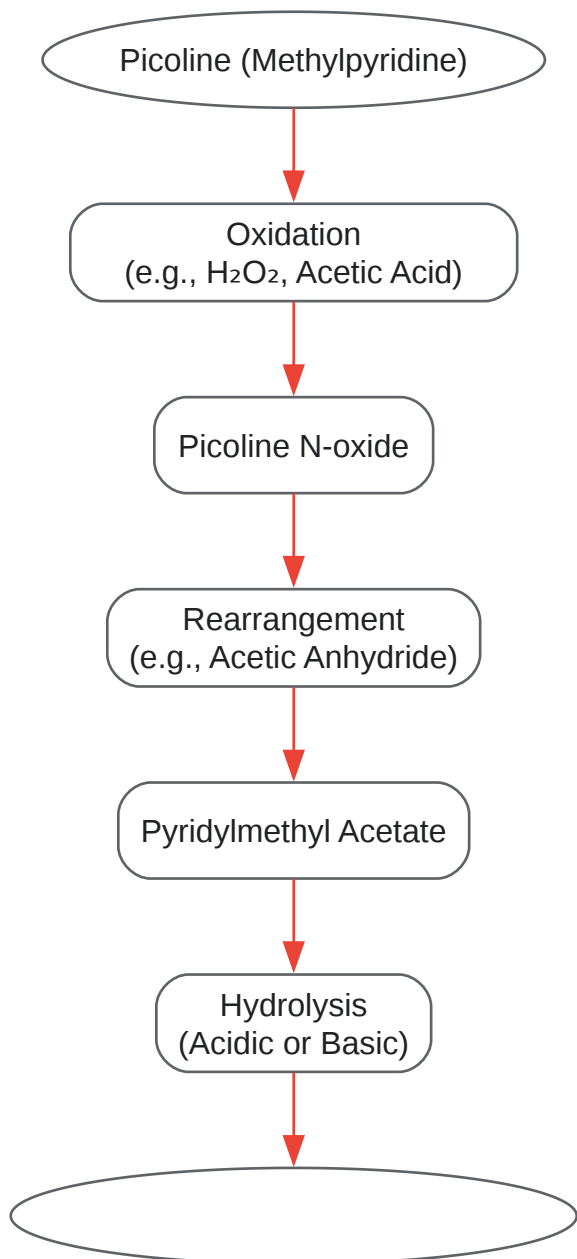 Picoline (Methylpyridine)
Oxidation
(e.g., H₂O₂, Acetic Acid)
Picoline N-oxide
Rearrangement
(e.g., Acetic Anhydride)
Pyridylmethyl Acetate
Hydrolysis
(Acidic or Basic)